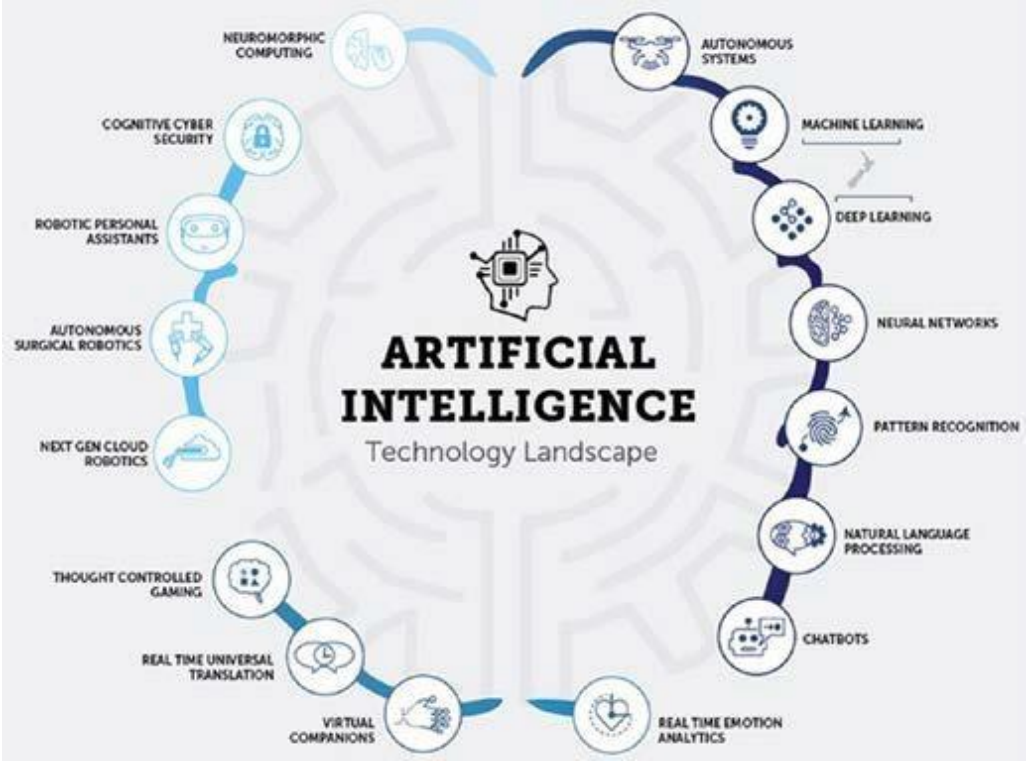 ARTIFICIAL
INTELLIGENCE
Technology Landscape
AUTONOMOUS
SYSTEMS
MACHINE LEARNING
DEEP LEARNING
NEURAL NETWORKS
PATTERN RECOGNITION
NATURAL LANGUAGE
PROCESSING
CHATBOTS
REAL TIME EMOTION
ANALYTICS
VIRTUAL
COMPANIONS
REAL TIME UNIVERSAL
TRANSLATION
THOUGHT CONTROLLED
GAMING
NEXT GEN CLOUD
ROBOTICS
AUTONOMOUS
SURGICAL ROBOTICS
ROBOTIC PERSONAL
ASSISTANTS
COGNITIVE CYBER
SECURITY
NEUROMORPHIC
COMPUTING